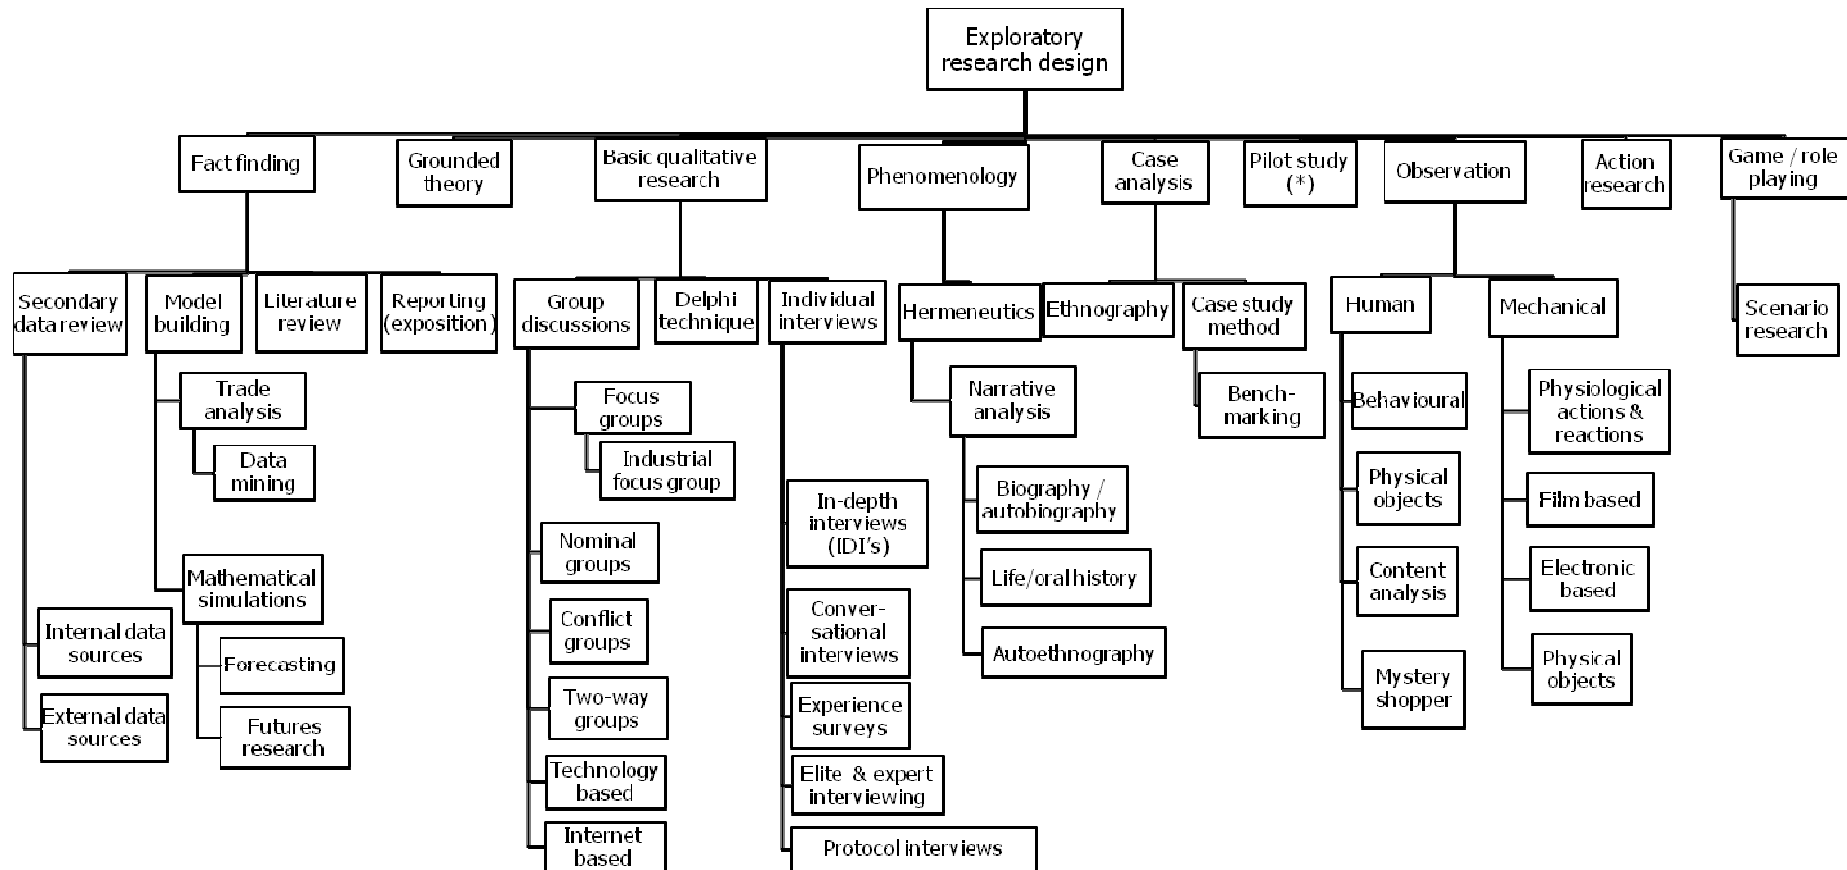 Exploratory
research design
Fact finding
Grounded
theory
Basic qualitative
research
Phenomenology
Case
analysis
Pilot study
(*)
Observation
Action
research
Game / role
playing
Secondary
data review
Model
building
Literature
review
Reporting
(exposition)
Group
discussions
Delphi
technique
Individual
interviews
Hermeneutics
Ethnography
Case study
method
Human
Mechanical
Scenario
research
Trade
analysis
Data
mining
Mathematical
simulations
Internal data
sources
Forecasting
External data
sources
Futures
research
Focus
groups
Industrial
focus group
Nominal
groups
Conflict
groups
Two-way
groups
Technology
based
Internet
based
In-depth
interviews
(IDI's)
Conver-
sational
interviews
Experience
surveys
Elite & expert
interviewing
Protocol interviews
Narrative
analysis
Biography /
autobiography
Life/oral history
Autoethnography
Bench-
marking
Behavioural
Physical
objects
Content
analysis
Mystery
shopper
Physiological
actions &
reactions
Film based
Electronic
based
Physical
objects